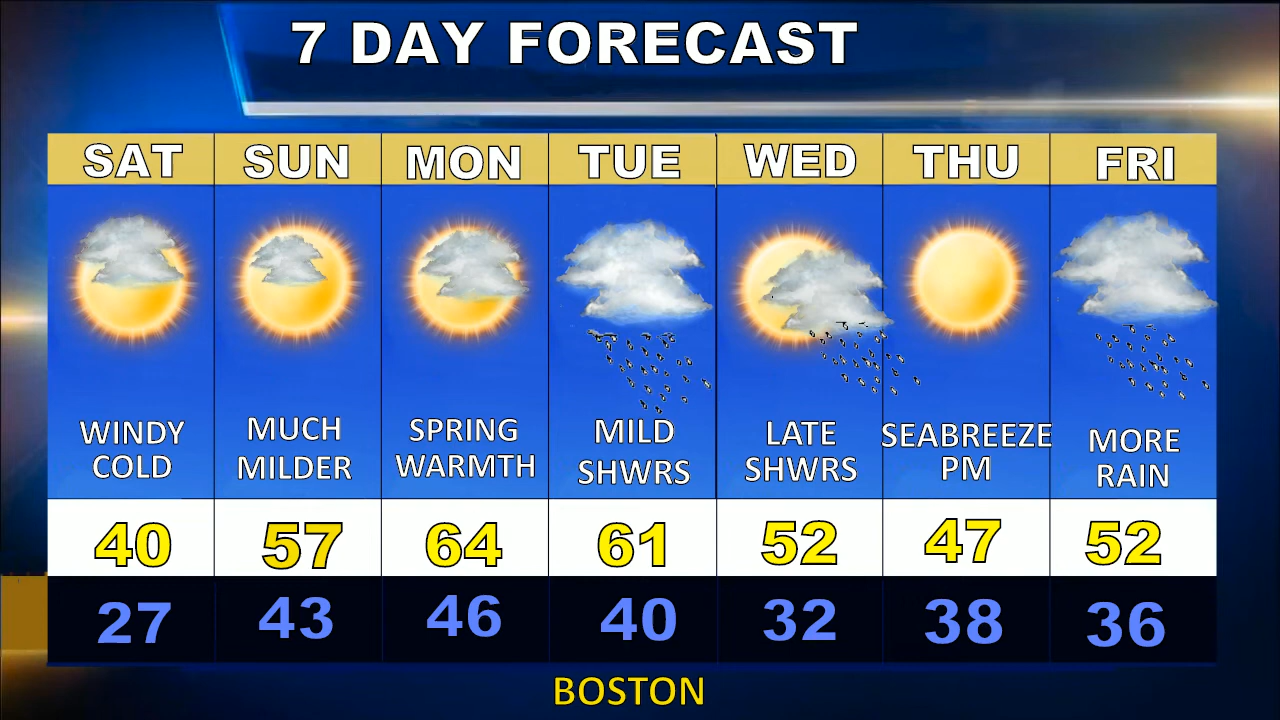 7 DAY FORECAST
SAT SUN MON TUE WED THU FRI
WINDY MUCH SPRING MILD LATE SEABREEZE MORE
COLD MILDER WARMTH SHWRS SHWRS PM RAIN
40 57 64 61 52 47 52
27 43 46 40 32 38 36
BOSTON